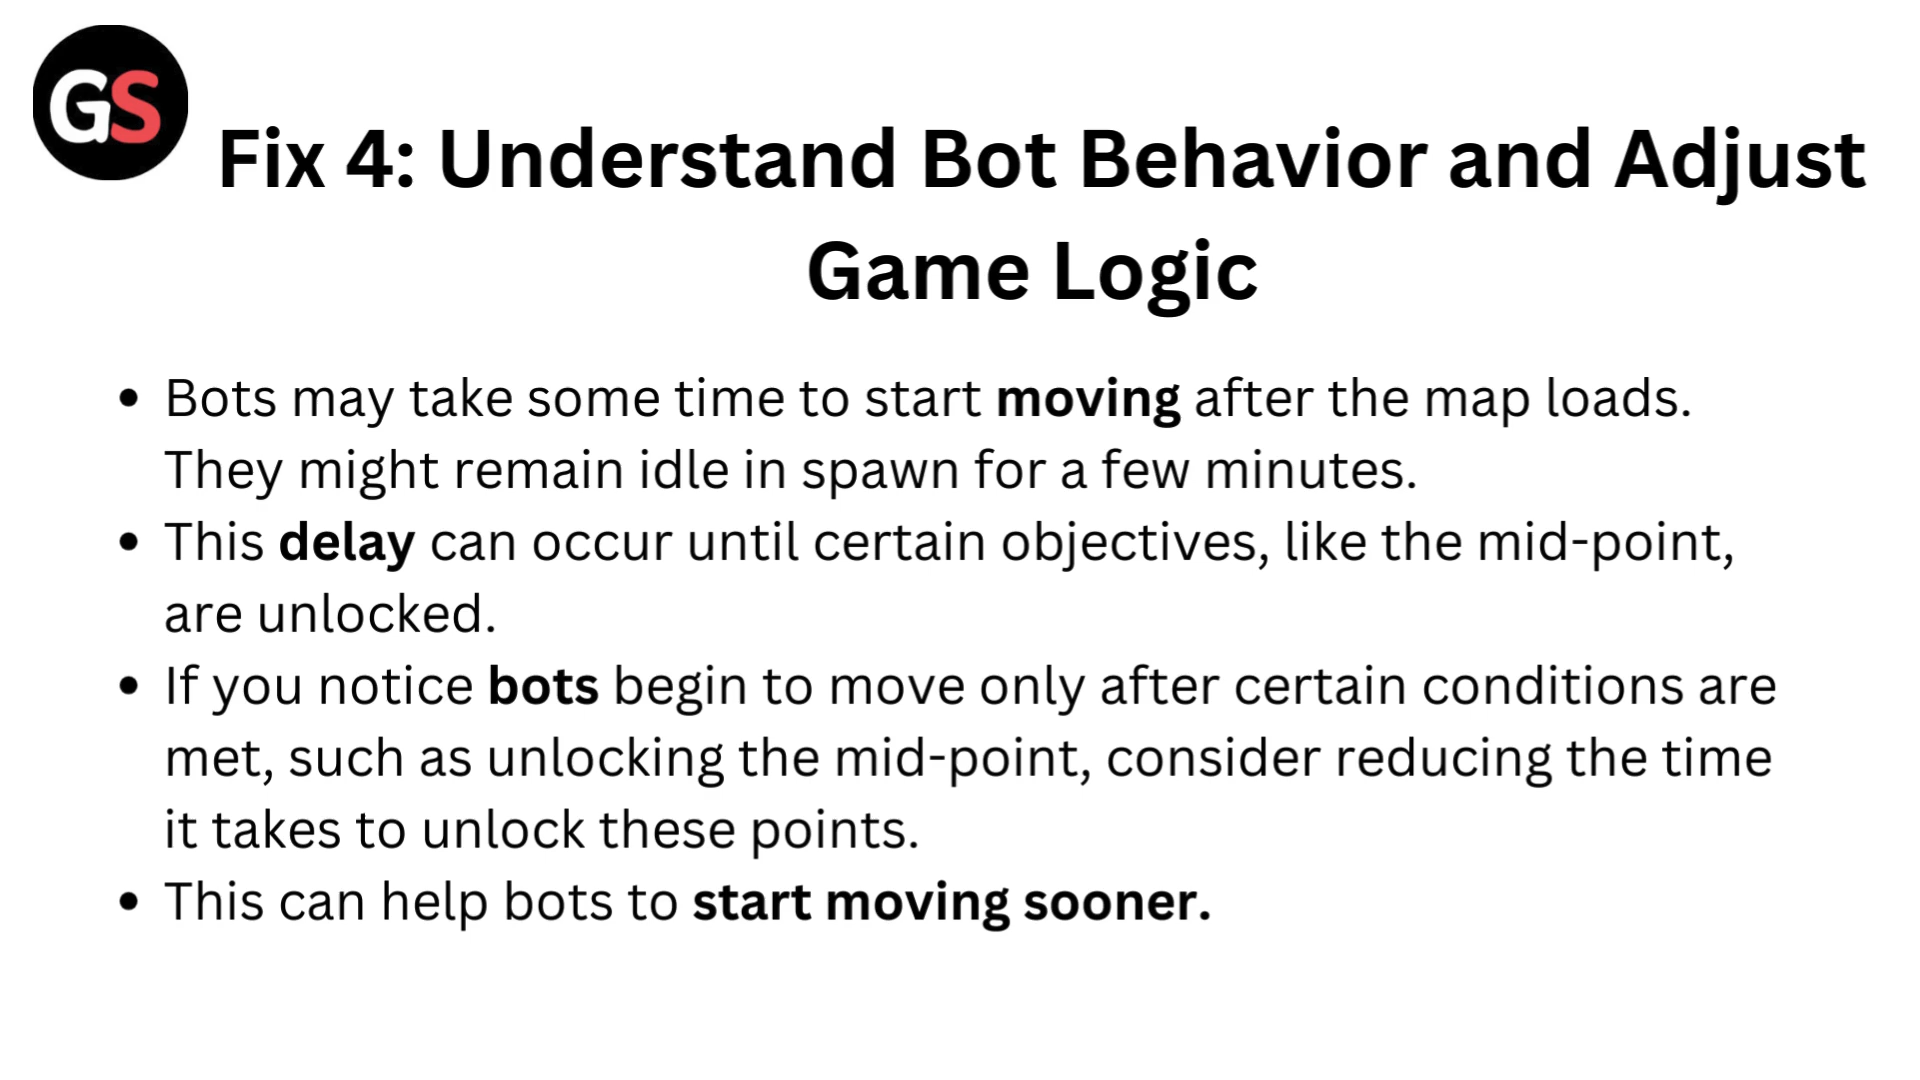 GS
Fix 4: Understand Bot Behavior and Adjust
Game Logic
• Bots may take some time to start moving after the map loads.
They might remain idle in spawn for a few minutes.
• This delay can occur until certain objectives, like the mid-point,
are unlocked.
• If you notice bots begin to move only after certain conditions are
met, such as unlocking the mid-point, consider reducing the time
it takes to unlock these points.
• This can help bots to start moving sooner.